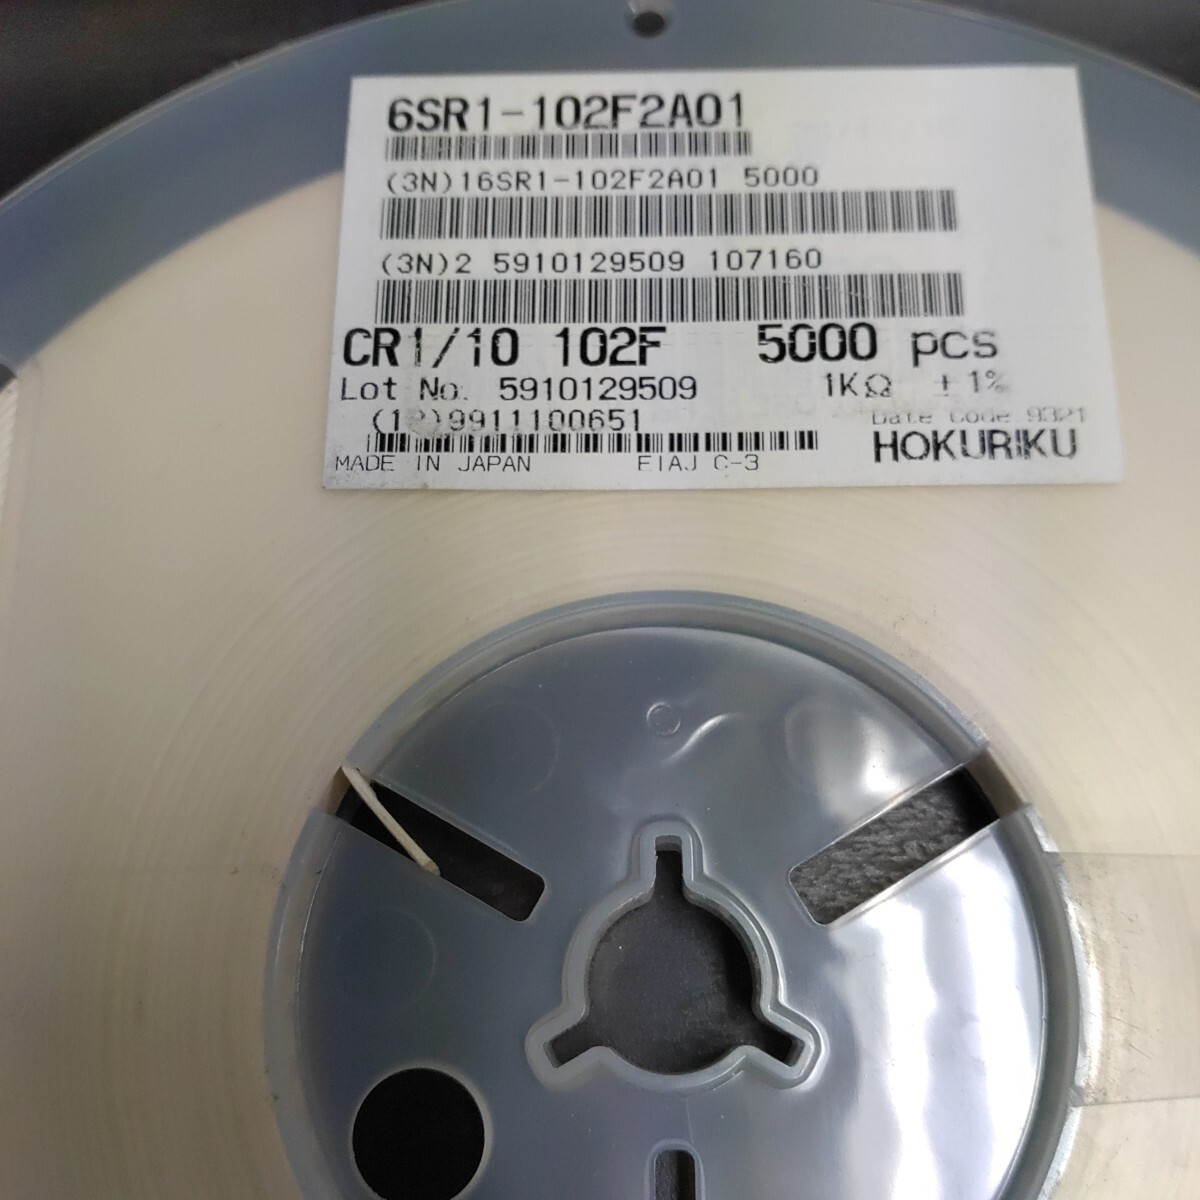 6SR1-102F2A01
(3N)16SR1-102F2A01 5000
(3N)2 5910129509 107160
CR1/10 102F 5000 pcs
Lot No. 5910129509 1KΩ ±1%
(1P)9911100651 Date Code 9321
HOKURIKU
MADE IN JAPAN EIAJ C-3